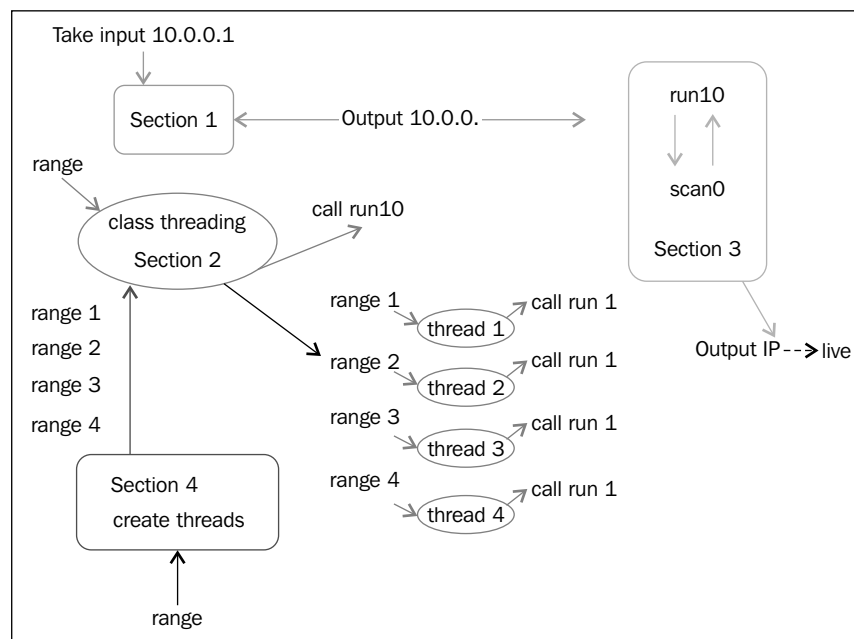 Take input 10.0.0.1
Section 1
Output 10.0.0.
run10
scan0
Section 3
range
class threading
Section 2
call run10
range 1
range 2
range 3
range 4
range 1
thread 1
call run 1
range 2
thread 2
call run 1
range 3
thread 3
call run 1
range 4
thread 4
call run 1
Output IP
live
Section 4
create threads
range